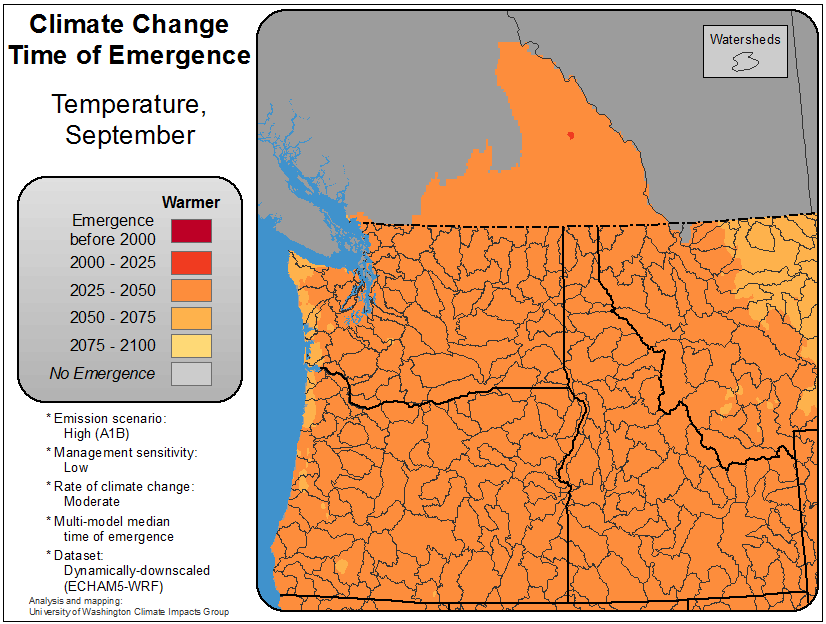 Climate Change
Time of Emergence
Temperature,
September
Warmer
Emergence
before 2000
2000 - 2025
2025 - 2050
2050 - 2075
2075 - 2100
No Emergence
* Emission scenario:
High (A1B)
* Management sensitivity:
Low
* Rate of climate change:
Moderate
* Multi-model median
time of emergence
* Dataset:
Dynamically-downscaled
(ECHAM5-WRF)
Analysis and mapping:
University of Washington Climate Impacts Group
Watersheds